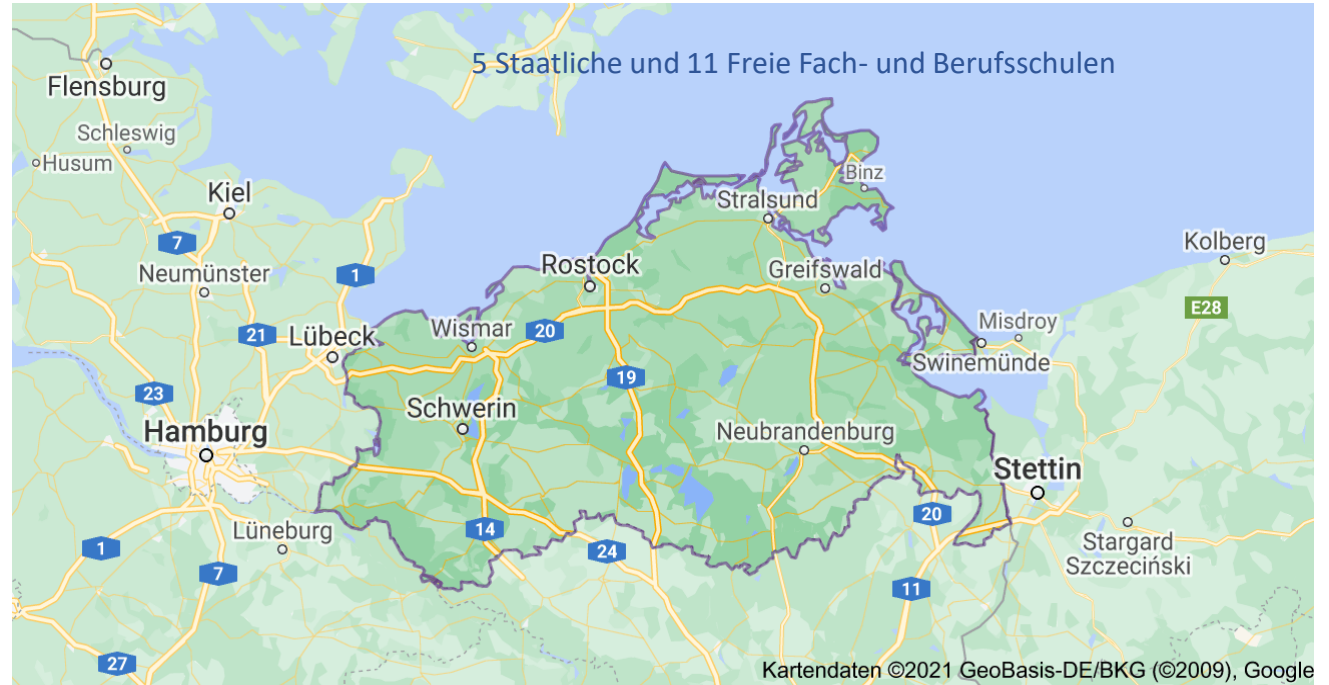 5 Staatliche und 11 Freie Fach- und Berufsschulen
Flensburg
Schleswig
Husum
Binz
Kiel
Stralsund
7
Kolberg
Neumünster
1
Rostock
Greifswald
E28
21
Lübeck
Wismar
20
Misdroy
Swinemünde
23
19
Schwerin
Hamburg
Neubrandenburg
Stettin
Lüneburg
14
20
1
24
Stargard
Szczeciński
7
11
27
Kartendaten ©2021 GeoBasis-DE/BKG (©2009), Google